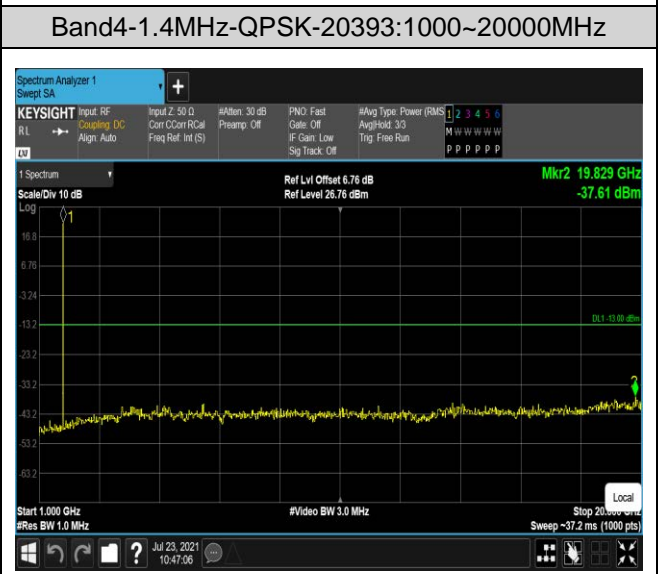 Band4-1.4MHz-QPSK-20393:1000~20000MHz
Spectrum Analyzer 1
Swept SA
+
KEYSIGHT
RL
LXI
Input: RF
Coupling: DC
Align: Auto
Input Z: 50 Ω
Corr CCorr RCal
Freq Ref: Int (S)
#Atten: 30 dB
Preamp: Off
PNO: Fast
Gate: Off
IF Gain: Low
Sig Track: Off
#Avg Type: Power (RMS
Avg|Hold: 3/3
Trig: Free Run
1 2 3 4 5 6
M W W W W W
P P P P P P
1 Spectrum
Scale/Div 10 dB
Log
Ref Lvl Offset 6.76 dB
Ref Level 26.76 dBm
Mkr2 19.829 GHz
-37.61 dBm
1
16.8
6.76
-3.24
-13.2
DL1 -13.00 dBm
-23.2
-33.2
2
-43.2
-53.2
-63.2
Local
Start 1.000 GHz
#Video BW 3.0 MHz
#Res BW 1.0 MHz
Sweep ~37.2 ms (1000 pts)
?
Jul 23, 2021
10:47:06